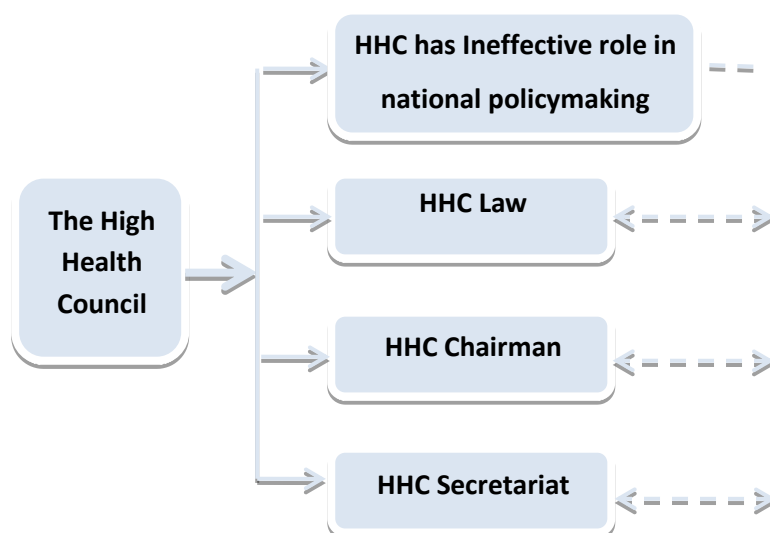 HHC has Ineffective role in
national policymaking
The High
Health
Council
HHC Law
HHC Chairman
HHC Secretariat